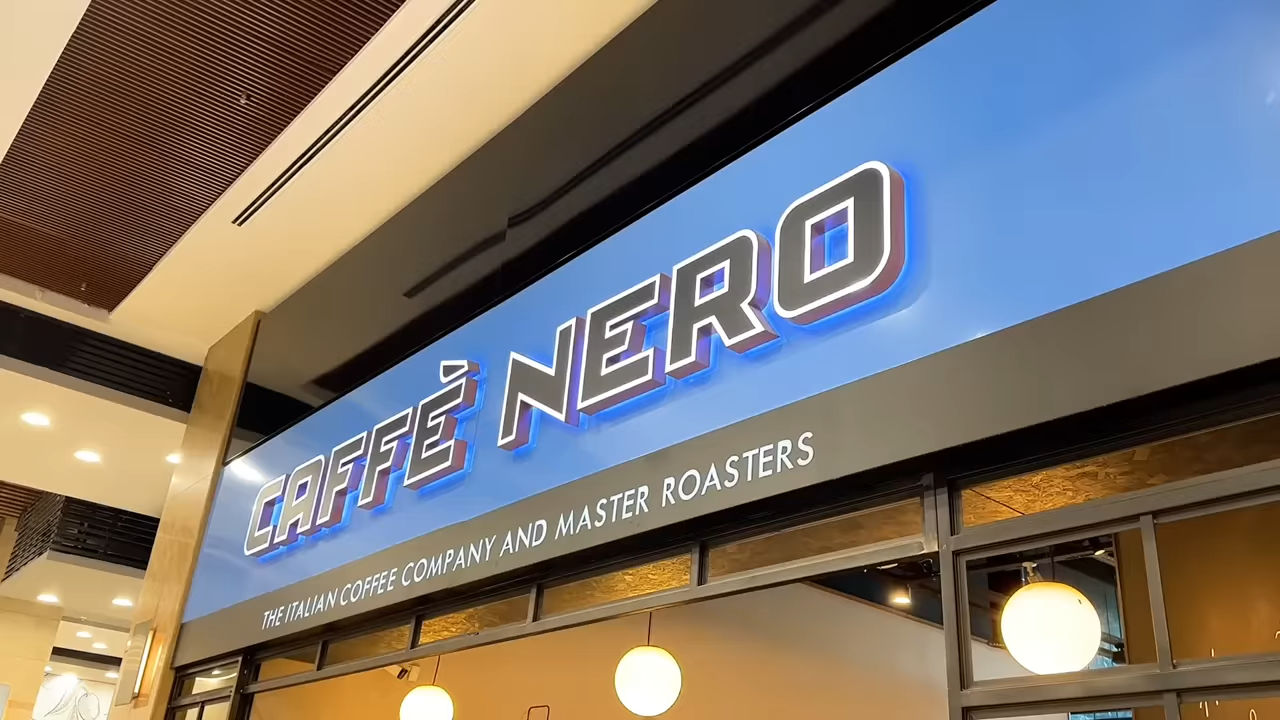 CAFFÈ NERO
THE ITALIAN COFFEE COMPANY AND MASTER ROASTERS